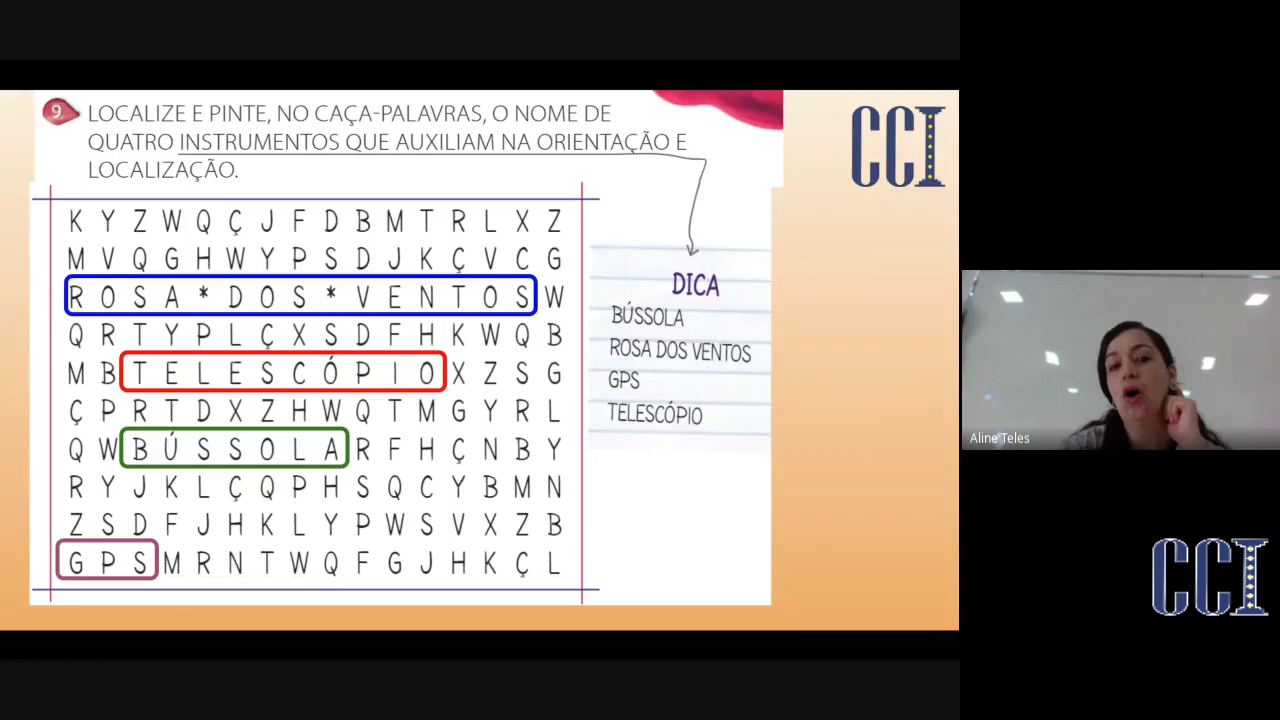 9 LOCALIZE E PINTE, NO CAÇA-PALAVRAS, O NOME DE
QUATRO INSTRUMENTOS QUE AUXILIAM NA ORIENTAÇÃO E
LOCALIZAÇÃO.
K Y Z W Q Ç J F D B M T R L X Z
M V Q G H W Y P S D J K Ç V C G
R O S A * D O S * V E N T O S W
Q R T Y P L Ç X S D F H K W Q B
M B T E L E S C Ó P I O X Z S G
Ç P R T D X Z H W Q T M G Y R L
Q W B Ú S S O L A R F H Ç N B Y
R Y J K L Ç Q P H S Q C Y B M N
Z S D F J H K L Y P W S V X Z B
G P S M R N T W Q F G J H K Ç L
DICA
BÚSSOLA
ROSA DOS VENTOS
GPS
TELESCÓPIO
CCI
Aline Teles
CCI